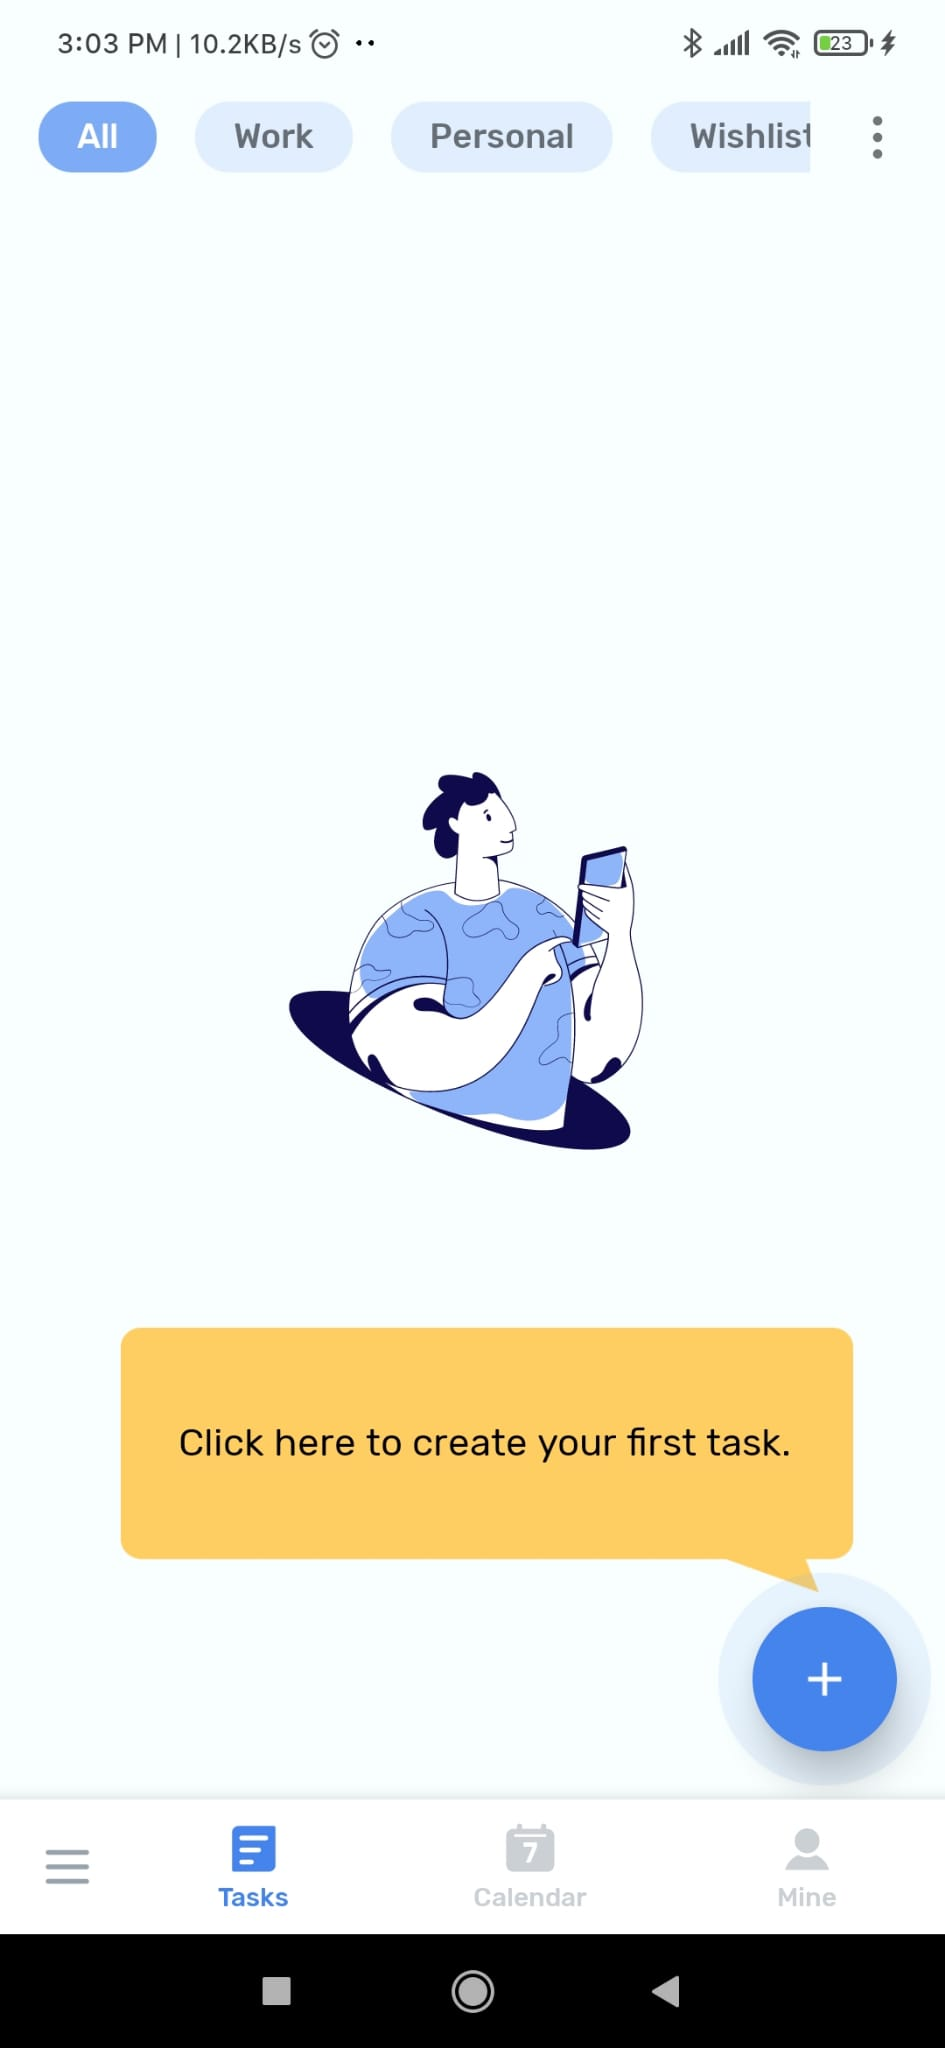 3:03 PM | 10.2KB/s
23
All
Work
Personal
Wishlist
Click here to create your first task.
7
Tasks
Calendar
Mine